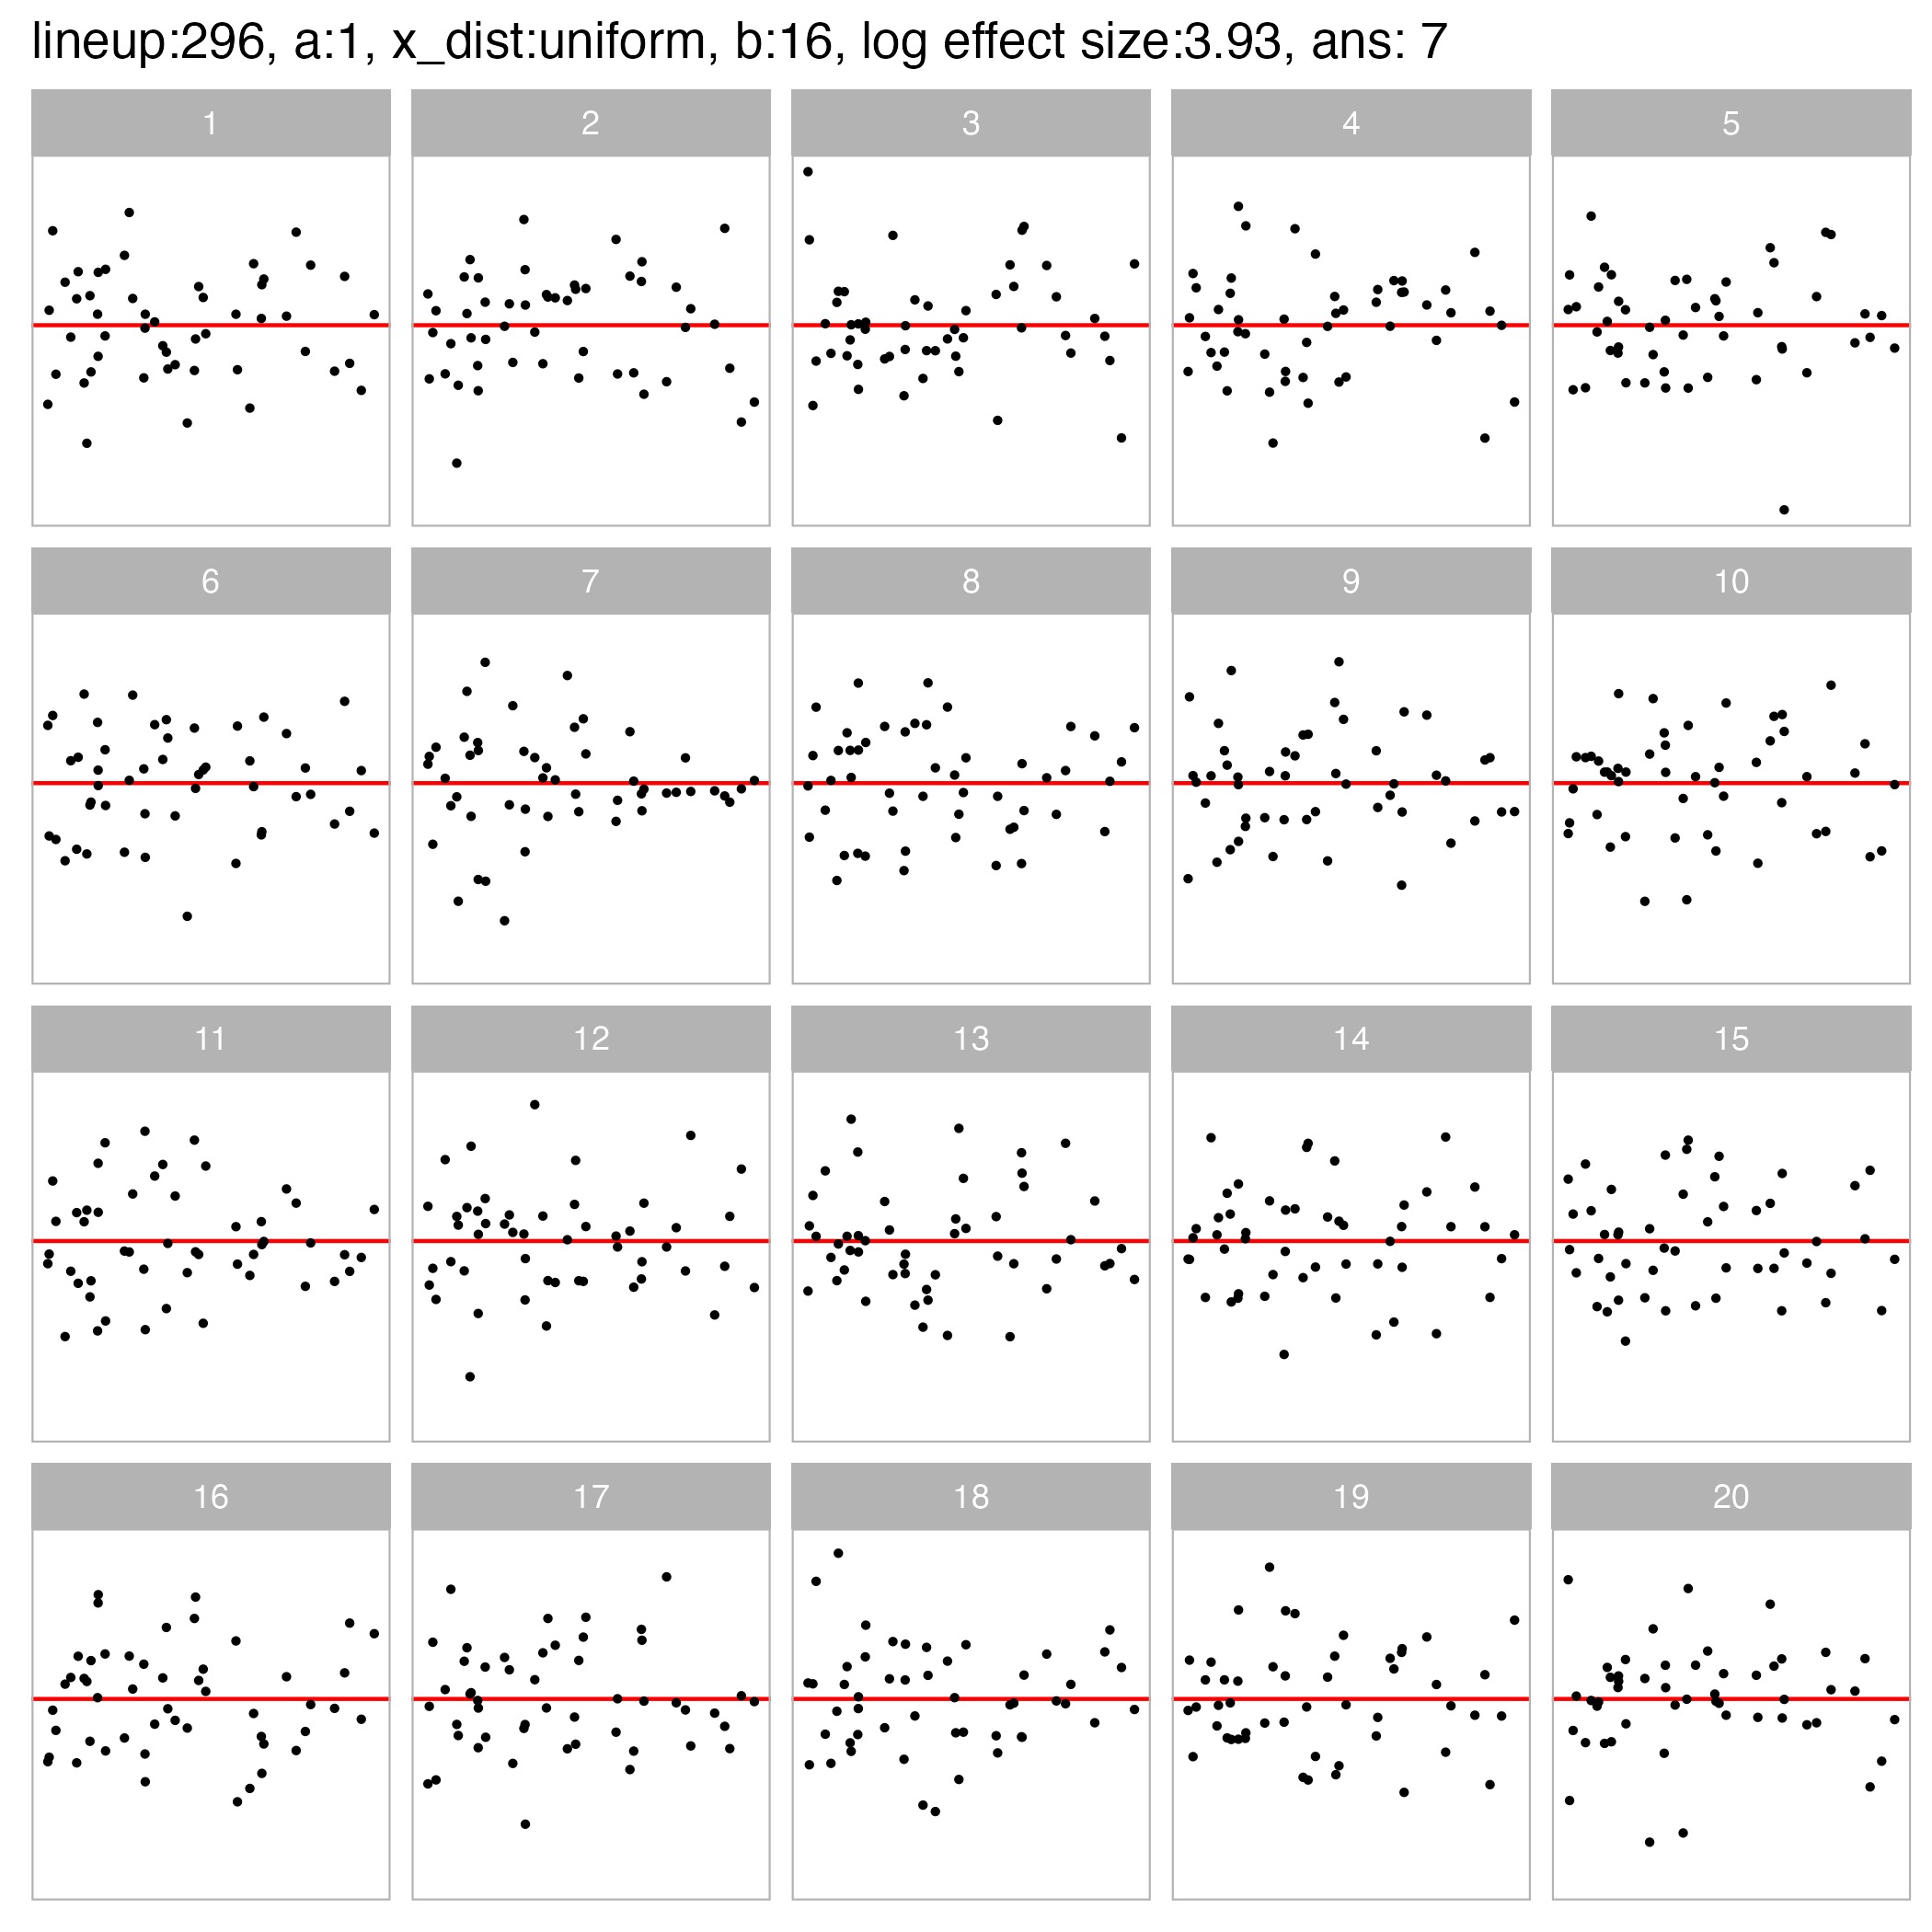 lineup:296, a:1, x_dist:uniform, b:16, log effect size:3.93, ans: 7
1 2 3 4 5
6 7 8 9 10
11 12 13 14 15
16 17 18 19 20